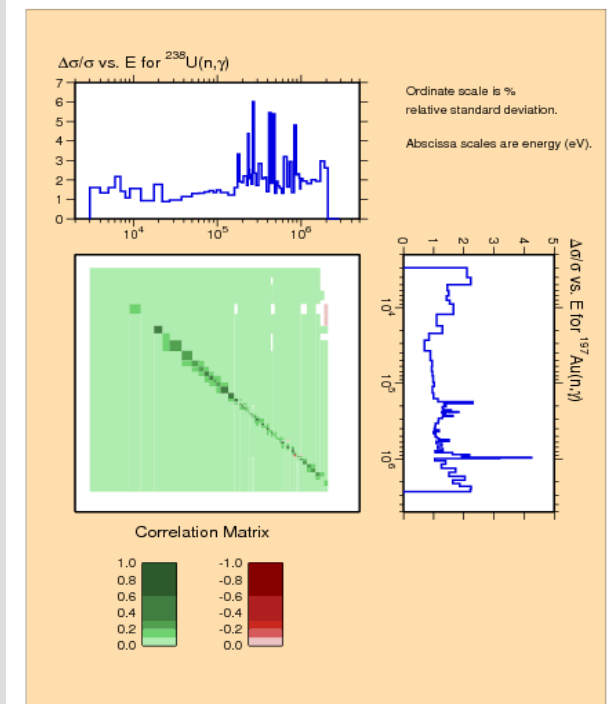 Δσ/σ vs. E for ²³⁸U(n,γ)
Ordinate scale is %
relative standard deviation.
Abscissa scales are energy (eV).
7
6
5
4
3
2
1
0
10⁴ 10⁵ 10⁶
0 1 2 3 4 5
10⁴ 10⁵ 10⁶
Δσ/σ vs. E for ¹⁹⁷Au(n,γ)
Correlation Matrix
1.0 -1.0
0.8 -0.8
0.6 -0.6
0.4 -0.4
0.2 -0.2
0.0 0.0